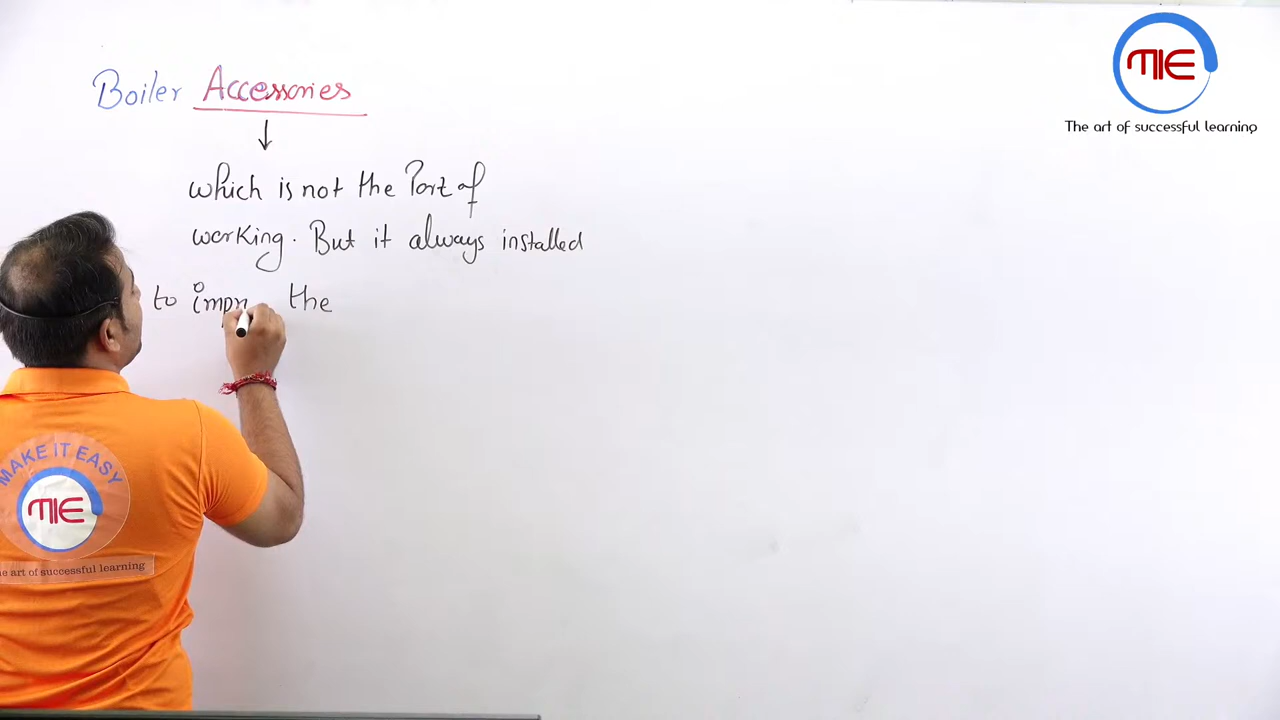 Boiler Accessories
which is not the Part of
working. But it always installed
to impr the
MIE
The art of successful learning
MAKE IT EASY
MIE
he art of successful learning